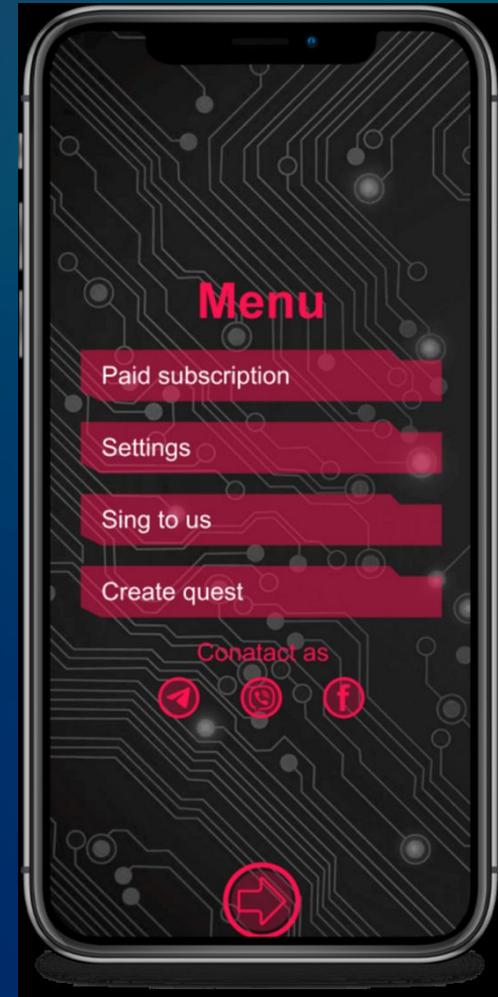 Menu
Paid subscription
Settings
Sing to us
Create quest
Conatact as